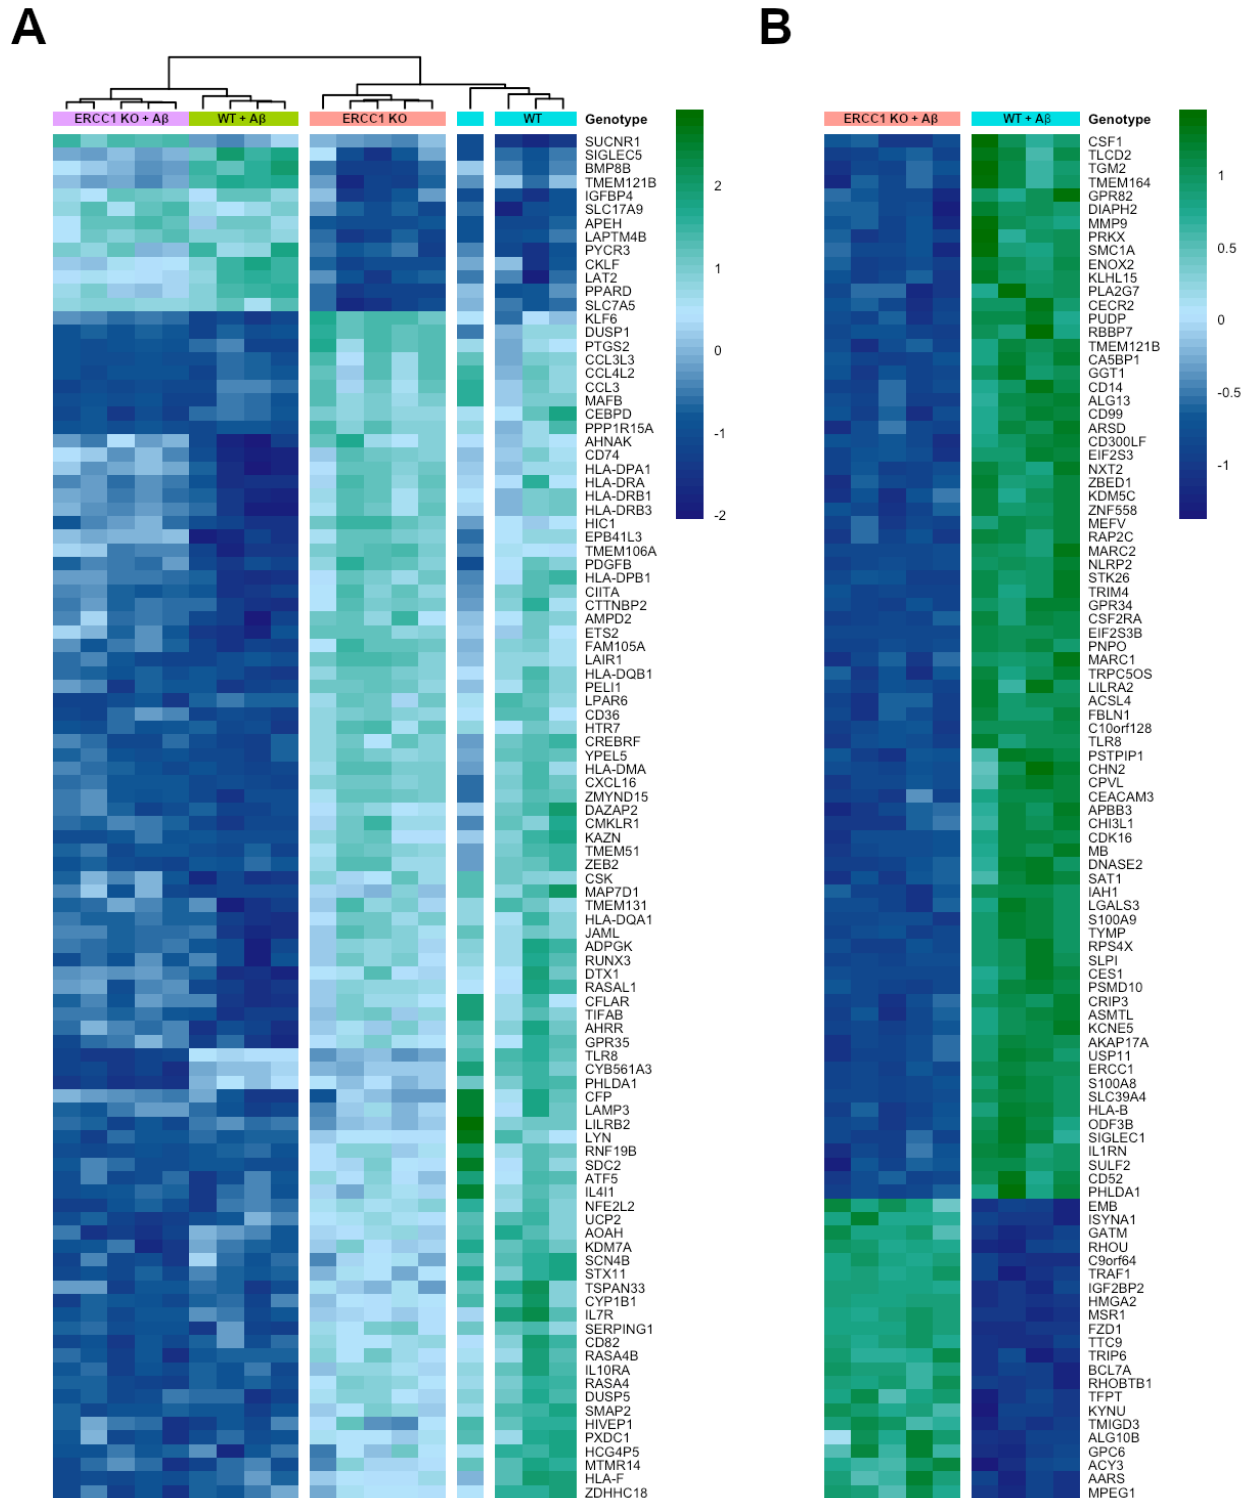 A
ERCC1 KO + Aβ
WT + Aβ
ERCC1 KO
WT
Genotype
SUCNR1
SIGLEC5
BMP8B
TMEM121B
IGFBP4
SLC17A9
APEH
LAPTM4B
PYCR3
CKLF
LAT2
PPARD
SLC7A5
KLF6
DUSP1
PTGS2
CCL3L3
CCL4L2
CCL3
MAFB
CEBPD
PPP1R15A
AHNAK
CD74
HLA-DPA1
HLA-DRA
HLA-DRB1
HLA-DRB3
HIC1
EPB41L3
TMEM106A
PDGFB
HLA-DPB1
CIITA
CTTNBP2
AMPD2
ETS2
FAM105A
LAIR1
HLA-DQB1
PELI1
LPAR6
CD36
HTR7
CREBRF
YPEL5
HLA-DMA
CXCL16
ZMYND15
DAZAP2
CMKLR1
KAZN
TMEM51
ZEB2
CSK
MAP7D1
TMEM131
HLA-DQA1
JAML
ADPGK
RUNX3
DTX1
RASAL1
CFLAR
TIFAB
AHRR
GPR35
TLR8
CYB561A3
PHLDA1
CFP
LAMP3
LILRB2
LYN
RNF19B
SDC2
ATF5
IL4I1
NFE2L2
UCP2
AOAH
KDM7A
SCN4B
STX11
TSPAN33
CYP1B1
IL7R
SERPING1
CD82
RASA4B
IL10RA
RASA4
DUSP5
SMAP2
HIVEP1
PXDC1
HCG4P5
MTMR14
HLA-F
ZDHHC18
2
1
0
-1
-2
B
ERCC1 KO + Aβ
WT + Aβ
Genotype
CSF1
TLCD2
TGM2
TMEM164
GPR82
DIAPH2
MMP9
PRKX
SMC1A
ENOX2
KLHL15
PLA2G7
CECR2
PUDP
RBBP7
TMEM121B
CA5BP1
GGT1
CD14
ALG13
CD99
ARSD
CD300LF
EIF2S3
NXT2
ZBED1
KDM5C
ZNF558
MEFV
RAP2C
MARC2
NLRP2
STK26
TRIM4
GPR34
CSF2RA
EIF2S3B
PNPO
MARC1
TRPC5OS
LILRA2
ACSL4
FBLN1
C10orf128
TLR8
PSTPIP1
CHN2
CPVL
CEACAM3
APBB3
CHI3L1
CDK16
MB
DNASE2
SAT1
IAH1
LGALS3
S100A9
TYMP
RPS4X
SLPI
CES1
PSMD10
CRIP3
ASMTL
KCNE5
AKAP17A
USP11
ERCC1
S100A8
SLC39A4
HLA-B
ODF3B
SIGLEC1
IL1RN
SULF2
CD52
PHLDA1
EMB
ISYNA1
GATM
RHOU
C9orf64
TRAF1
IGF2BP2
HMGA2
MSR1
FZD1
TTC9
TRIP6
BCL7A
RHOBTB1
TFPT
KYNU
TMIGD3
ALG10B
GPC6
ACY3
AARS
MPEG1
1
0.5
0
-0.5
-1